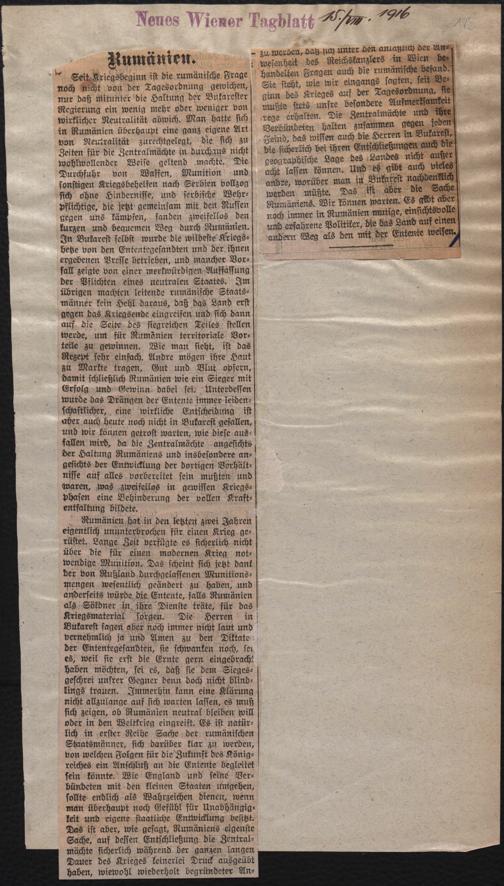 Neues Wiener Tagblatt 15./VIII. 1916
Rumänien.
Seit Kriegsbeginn ist die rumänische Frage
noch nicht von der Tagesordnung gewichen,
nur daß mitunter die Haltung der Bukarester
Regierung ein wenig mehr oder weniger von
wirklicher Neutralität abwich. Man hatte sich
in Rumänien überhaupt eine ganz eigene Art
von Neutralität zurechtgelegt, die sich zu
Zeiten für die Zentralmächte in durchaus nicht
wohlwollender Weise geltend machte. Die
Durchfuhr von Waffen, Munition und
sonstigen Kriegsbehelfen nach Serbien vollzog
sich ohne Hindernisse, und serbische Wehr-
pflichtige, die jetzt gemeinsam mit den Russen
gegen uns kämpfen, fanden zweifellos den
kurzen und bequemen Weg durch Rumänien.
In Bukarest selbst wurde die wildeste Kriegs-
hetze von den Ententegesandten und der ihnen
ergebenen Presse betrieben, und mancher Vor-
fall zeigte von einer merkwürdigen Auffassung
der Pflichten eines neutralen Staates. Im
übrigen machten leitende rumänische Staats-
männer kein Hehl daraus, daß das Land erst
gegen das Kriegsende eingreifen und sich dann
auf die Seite des siegreichen Teiles stellen
werde, um für Rumänien territoriale Vor-
teile zu gewinnen. Wie man sieht, ist das
Rezept sehr einfach. Andre mögen ihre Haut
zu Markte tragen, Gut und Blut opfern,
damit schließlich Rumänien wie ein Sieger mit
Erfolg und Gewinn dabei sei. Unterdessen
wurde das Drängen der Entente immer leiden-
schaftlicher, eine wirkliche Entscheidung ist
aber auch heute noch nicht in Bukarest gefallen,
und wir können getrost warten, wie diese aus-
fallen wird, da die Zentralmächte angesichts
der Haltung Rumäniens und insbesondere an-
gesichts der Entwicklung der dortigen Verhält-
nisse auf alles vorbereitet sein mußten und
waren, was zweifellos in gewissen Kriegs-
phasen eine Behinderung der vollen Kraft-
entfaltung bildete.
Rumänien hat in den letzten zwei Jahren
eigentlich ununterbrochen für einen Krieg ge-
rüstet. Lange Zeit verfügte es sicherlich nicht
über die für einen modernen Krieg not-
wendige Munition. Das scheint sich jetzt dank
der von Rußland durchgelassenen Munitions-
mengen wesentlich geändert zu haben, und
anderseits würde die Entente, falls Rumänien
als Söldner in ihre Dienste träte, für das
Kriegsmaterial sorgen. Die Herren in
Bukarest sagen aber noch immer nicht laut und
vernehmlich ja und Amen zu den Diktate
der Ententegesandten, sie schwanken noch, sei
es, weil sie erst die Ernte gern eingebracht
haben möchten, sei es, daß sie dem Sieges-
geschrei unsrer Gegner denn doch nicht blind-
lings trauen. Immerhin kann eine Klärung
nicht allzulange auf sich warten lassen, es muß
sich zeigen, ob Rumänien neutral bleiben will
oder in den Weltkrieg eingreift. Es ist natür-
lich in erster Reihe Sache der rumänischen
Staatsmänner, sich darüber klar zu werden,
von welchen Folgen für die Zukunft des König-
reiches ein Anschluß an die Entente begleitet
sein könnte. Wie England und seine Ver-
bündeten mit den kleinen Staaten umgehen,
sollte endlich als Wahrzeichen dienen, wenn
man überhaupt noch Gefühl für Unabhängig-
keit und eigene staatliche Entwicklung besitzt.
Das ist aber, wie gesagt, Rumäniens eigenste
Sache, auf dessen Entschließung die Zentral-
mächte sicherlich während der ganzen langen
Dauer des Krieges keinerlei Druck ausgeübt
haben, wiewohl wiederholt begründeter An-
zu werden, daß sich unter den anläßlich der An-
wesenheit des Reichskanzlers in Wien be-
handelten Fragen auch die rumänische befand.
Sie steht, wie wir eingangs sagten, seit Be-
ginn des Krieges auf der Tagesordnung, sie
mußte stets unsre besondere Aufmerksamkeit
rege erhalten. Die Zentralmächte und ihre
Verbündeten halten zusammen gegen jeden
Feind, das wissen auch die Herren in Bukarest,
die sicherlich bei ihren Entschließungen auch die
geographische Lage des Landes nicht außer
acht lassen können. Und es gibt auch vieles
andre, worüber man in Bukarest nachdenklich
werden müßte. Das ist aber die Sache
Rumäniens. Wir können warten. Es gibt aber
noch immer in Rumänien mutige, einsichtsvolle
und erfahrene Politiker, die das Land auf einen
andern Weg als den mit der Entente weisen.